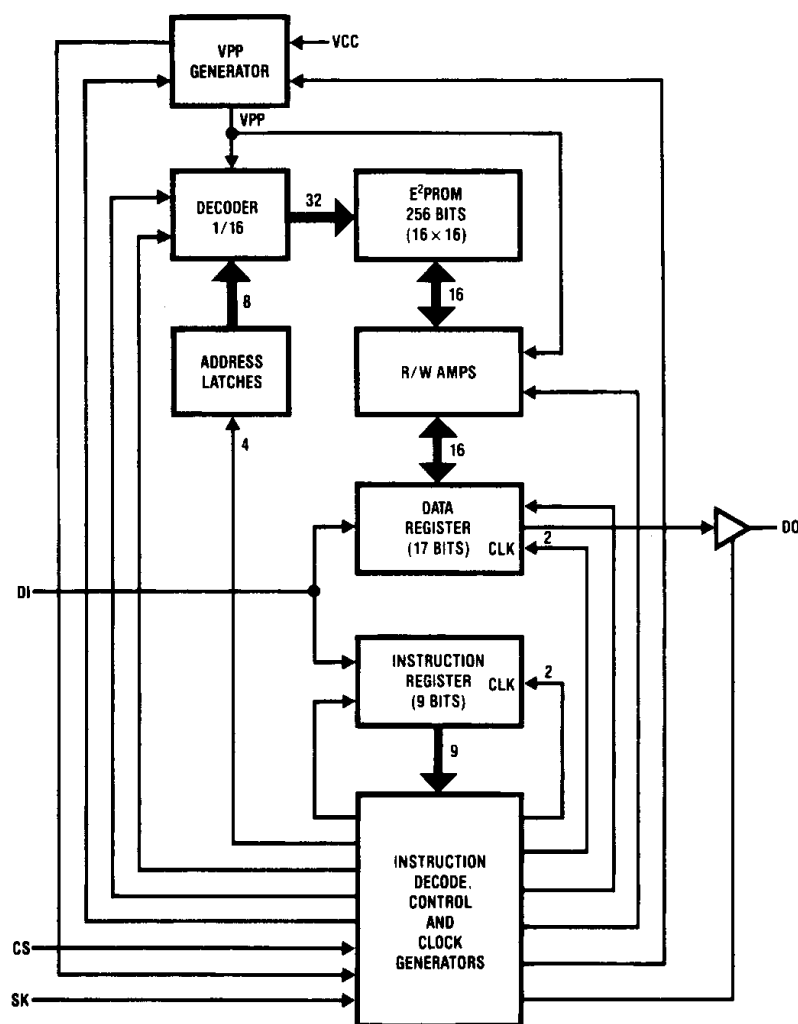 VPP
GENERATOR
VCC
VPP
DECODER
1/16
32
E²PROM
256 BITS
(16 × 16)
8
16
ADDRESS
LATCHES
R/W AMPS
4
16
DATA
REGISTER
(17 BITS)
CLK
2
DO
DI
INSTRUCTION
REGISTER
(9 BITS)
CLK
2
9
INSTRUCTION
DECODE,
CONTROL
AND
CLOCK
GENERATORS
CS
SK